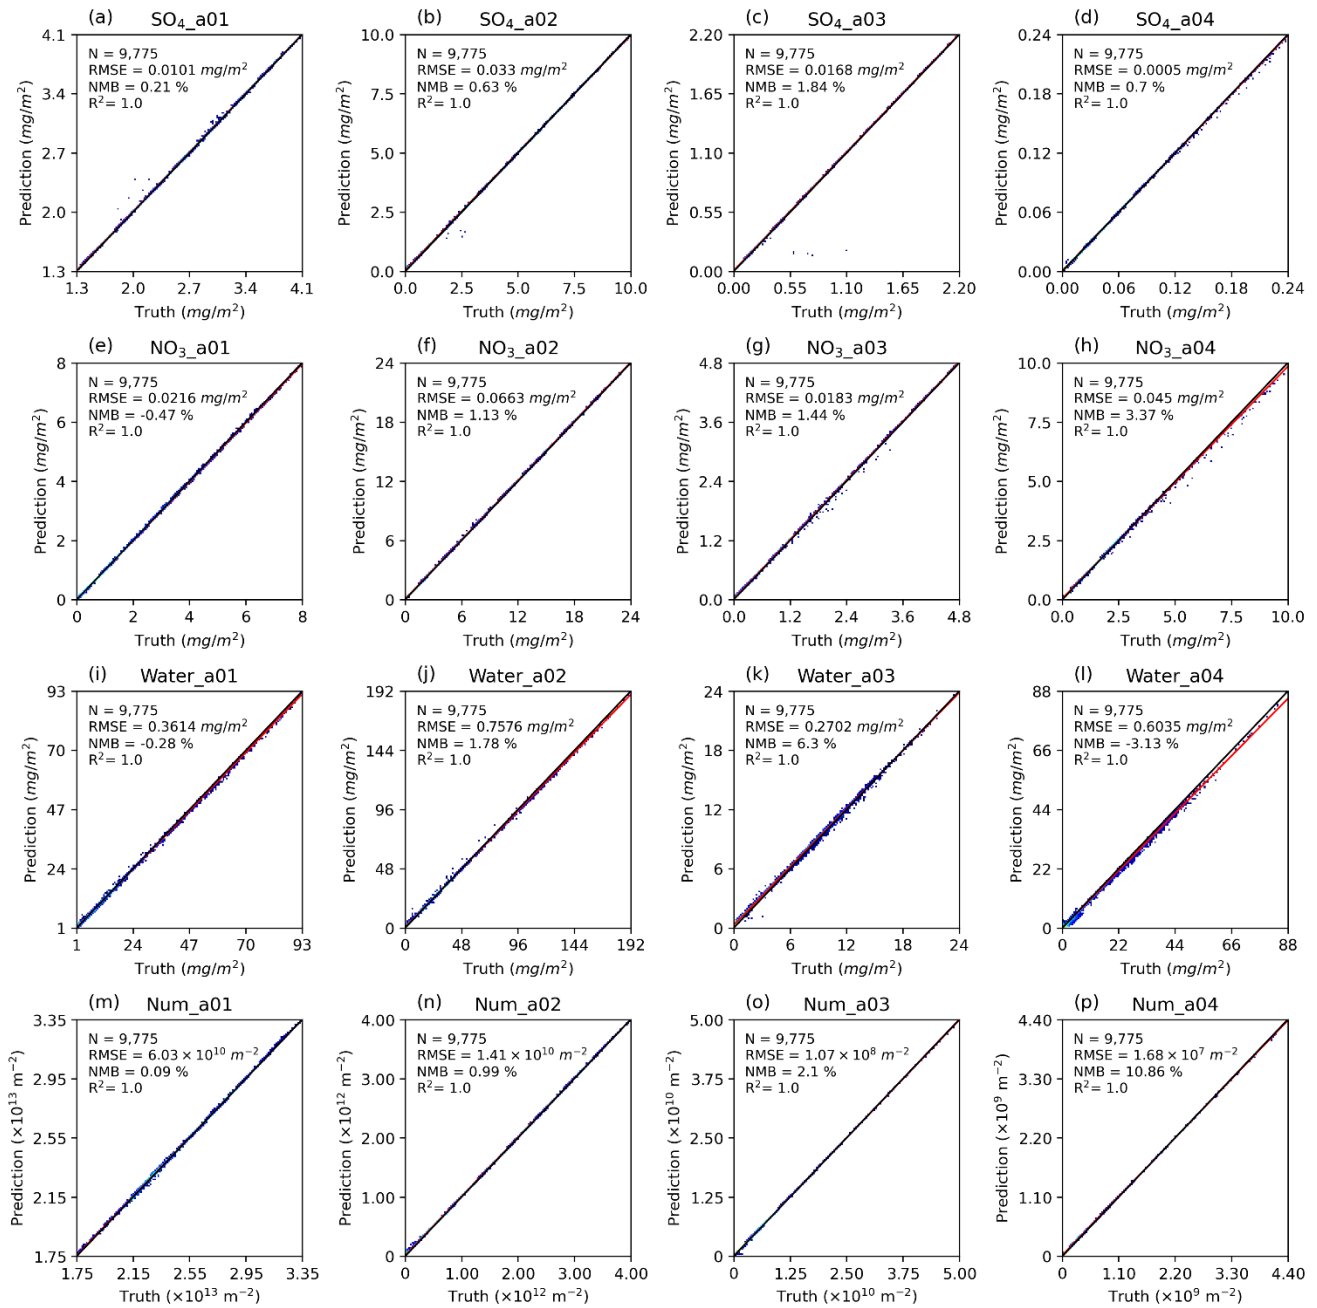 (a) SO₄_a01
N = 9,775
RMSE = 0.0101 mg/m²
NMB = 0.21 %
R²= 1.0
Prediction (mg/m²)
4.1
3.4
2.7
2.0
1.3
1.3 2.0 2.7 3.4 4.1
Truth (mg/m²)
(b) SO₄_a02
N = 9,775
RMSE = 0.033 mg/m²
NMB = 0.63 %
R²= 1.0
Prediction (mg/m²)
10.0
7.5
5.0
2.5
0.0
0.0 2.5 5.0 7.5 10.0
Truth (mg/m²)
(c) SO₄_a03
N = 9,775
RMSE = 0.0168 mg/m²
NMB = 1.84 %
R²= 1.0
Prediction (mg/m²)
2.20
1.65
1.10
0.55
0.00
0.00 0.55 1.10 1.65 2.20
Truth (mg/m²)
(d) SO₄_a04
N = 9,775
RMSE = 0.0005 mg/m²
NMB = 0.7 %
R²= 1.0
Prediction (mg/m²)
0.24
0.18
0.12
0.06
0.00
0.00 0.06 0.12 0.18 0.24
Truth (mg/m²)
(e) NO₃_a01
N = 9,775
RMSE = 0.0216 mg/m²
NMB = -0.47 %
R²= 1.0
Prediction (mg/m²)
8
6
4
2
0
0 2 4 6 8
Truth (mg/m²)
(f) NO₃_a02
N = 9,775
RMSE = 0.0663 mg/m²
NMB = 1.13 %
R²= 1.0
Prediction (mg/m²)
24
18
12
6
0
0 6 12 18 24
Truth (mg/m²)
(g) NO₃_a03
N = 9,775
RMSE = 0.0183 mg/m²
NMB = 1.44 %
R²= 1.0
Prediction (mg/m²)
4.8
3.6
2.4
1.2
0.0
0.0 1.2 2.4 3.6 4.8
Truth (mg/m²)
(h) NO₃_a04
N = 9,775
RMSE = 0.045 mg/m²
NMB = 3.37 %
R²= 1.0
Prediction (mg/m²)
10.0
7.5
5.0
2.5
0.0
0.0 2.5 5.0 7.5 10.0
Truth (mg/m²)
(i) Water_a01
N = 9,775
RMSE = 0.3614 mg/m²
NMB = -0.28 %
R²= 1.0
Prediction (mg/m²)
93
70
47
24
1
1 24 47 70 93
Truth (mg/m²)
(j) Water_a02
N = 9,775
RMSE = 0.7576 mg/m²
NMB = 1.78 %
R²= 1.0
Prediction (mg/m²)
192
144
96
48
0
0 48 96 144 192
Truth (mg/m²)
(k) Water_a03
N = 9,775
RMSE = 0.2702 mg/m²
NMB = 6.3 %
R²= 1.0
Prediction (mg/m²)
24
18
12
6
0
0 6 12 18 24
Truth (mg/m²)
(l) Water_a04
N = 9,775
RMSE = 0.6035 mg/m²
NMB = -3.13 %
R²= 1.0
Prediction (mg/m²)
88
66
44
22
0
0 22 44 66 88
Truth (mg/m²)
(m) Num_a01
N = 9,775
RMSE = 6.03 × 10¹⁰ m⁻²
NMB = 0.09 %
R²= 1.0
Prediction (×10¹³ m⁻²)
3.35
2.95
2.55
2.15
1.75
1.75 2.15 2.55 2.95 3.35
Truth (×10¹³ m⁻²)
(n) Num_a02
N = 9,775
RMSE = 1.41 × 10¹⁰ m⁻²
NMB = 0.99 %
R²= 1.0
Prediction (×10¹² m⁻²)
4.00
3.00
2.00
1.00
0
0 1.00 2.00 3.00 4.00
Truth (×10¹² m⁻²)
(o) Num_a03
N = 9,775
RMSE = 1.07 × 10⁸ m⁻²
NMB = 2.1 %
R²= 1.0
Prediction (×10¹⁰ m⁻²)
5.00
3.75
2.50
1.25
0
0 1.25 2.50 3.75 5.00
Truth (×10¹⁰ m⁻²)
(p) Num_a04
N = 9,775
RMSE = 1.68 × 10⁷ m⁻²
NMB = 10.86 %
R²= 1.0
Prediction (×10⁹ m⁻²)
4.40
3.30
2.20
1.10
0
0 1.10 2.20 3.30 4.40
Truth (×10⁹ m⁻²)